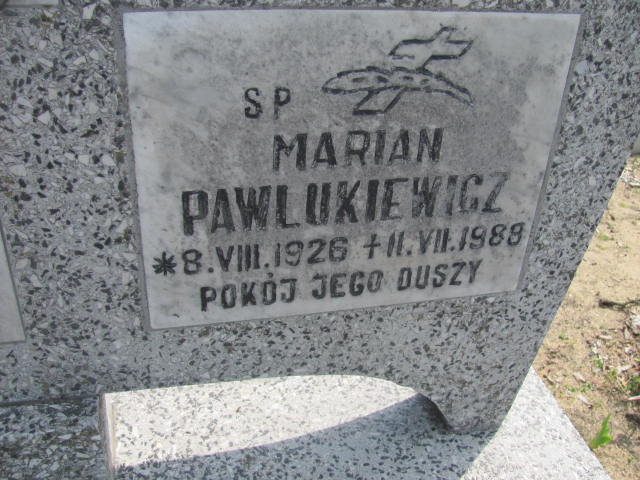 SP
MARIAN
PAWLUKIEWICZ
*8.VIII.1926 +11.VII.1988
POKÓJ JEGO DUSZY